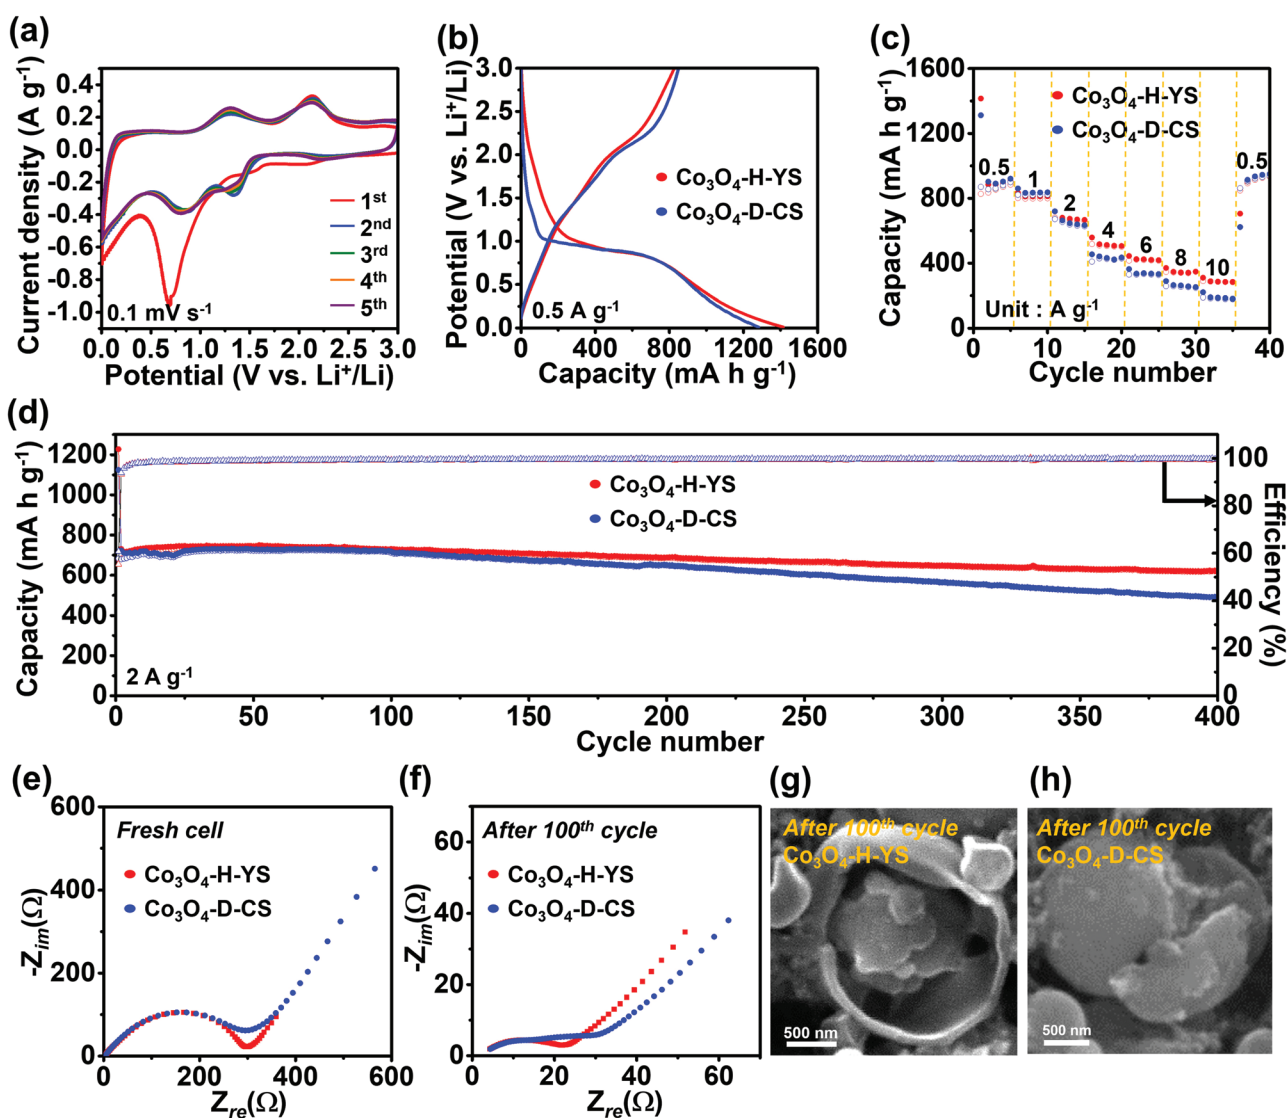 (a)
Current density (A g⁻¹)
0.4
0.2
0.0
-0.2
-0.4
-0.6
-0.8
-1.0
1ˢᵗ
2ⁿᵈ
3ʳᵈ
4ᵗʰ
5ᵗʰ
0.1 mV s⁻¹
0.0 0.5 1.0 1.5 2.0 2.5 3.0
Potential (V vs. Li⁺/Li)
(b)
Potential (V vs. Li⁺/Li)
3.0
2.5
2.0
1.5
1.0
0.5
0.0
Co₃O₄-H-YS
Co₃O₄-D-CS
0.5 A g⁻¹
0 400 800 1200 1600
Capacity (mA h g⁻¹)
(c)
Capacity (mA h g⁻¹)
1600
1200
800
400
0
Co₃O₄-H-YS
Co₃O₄-D-CS
0.5 1 2 4 6 8 10 0.5
Unit : A g⁻¹
0 10 20 30 40
Cycle number
(d)
Capacity (mA h g⁻¹)
1200
1000
800
600
400
200
0
Co₃O₄-H-YS
Co₃O₄-D-CS
2 A g⁻¹
100
80
60
40
20
0
Efficiency (%)
0 50 100 150 200 250 300 350 400
Cycle number
(e)
-Zim(Ω)
600
400
200
0
Fresh cell
Co₃O₄-H-YS
Co₃O₄-D-CS
0 200 400 600
Zre(Ω)
(f)
-Zim(Ω)
60
40
20
0
After 100ᵗʰ cycle
Co₃O₄-H-YS
Co₃O₄-D-CS
0 20 40 60
Zre(Ω)
(g)
After 100ᵗʰ cycle
Co₃O₄-H-YS
500 nm
(h)
After 100ᵗʰ cycle
Co₃O₄-D-CS
500 nm